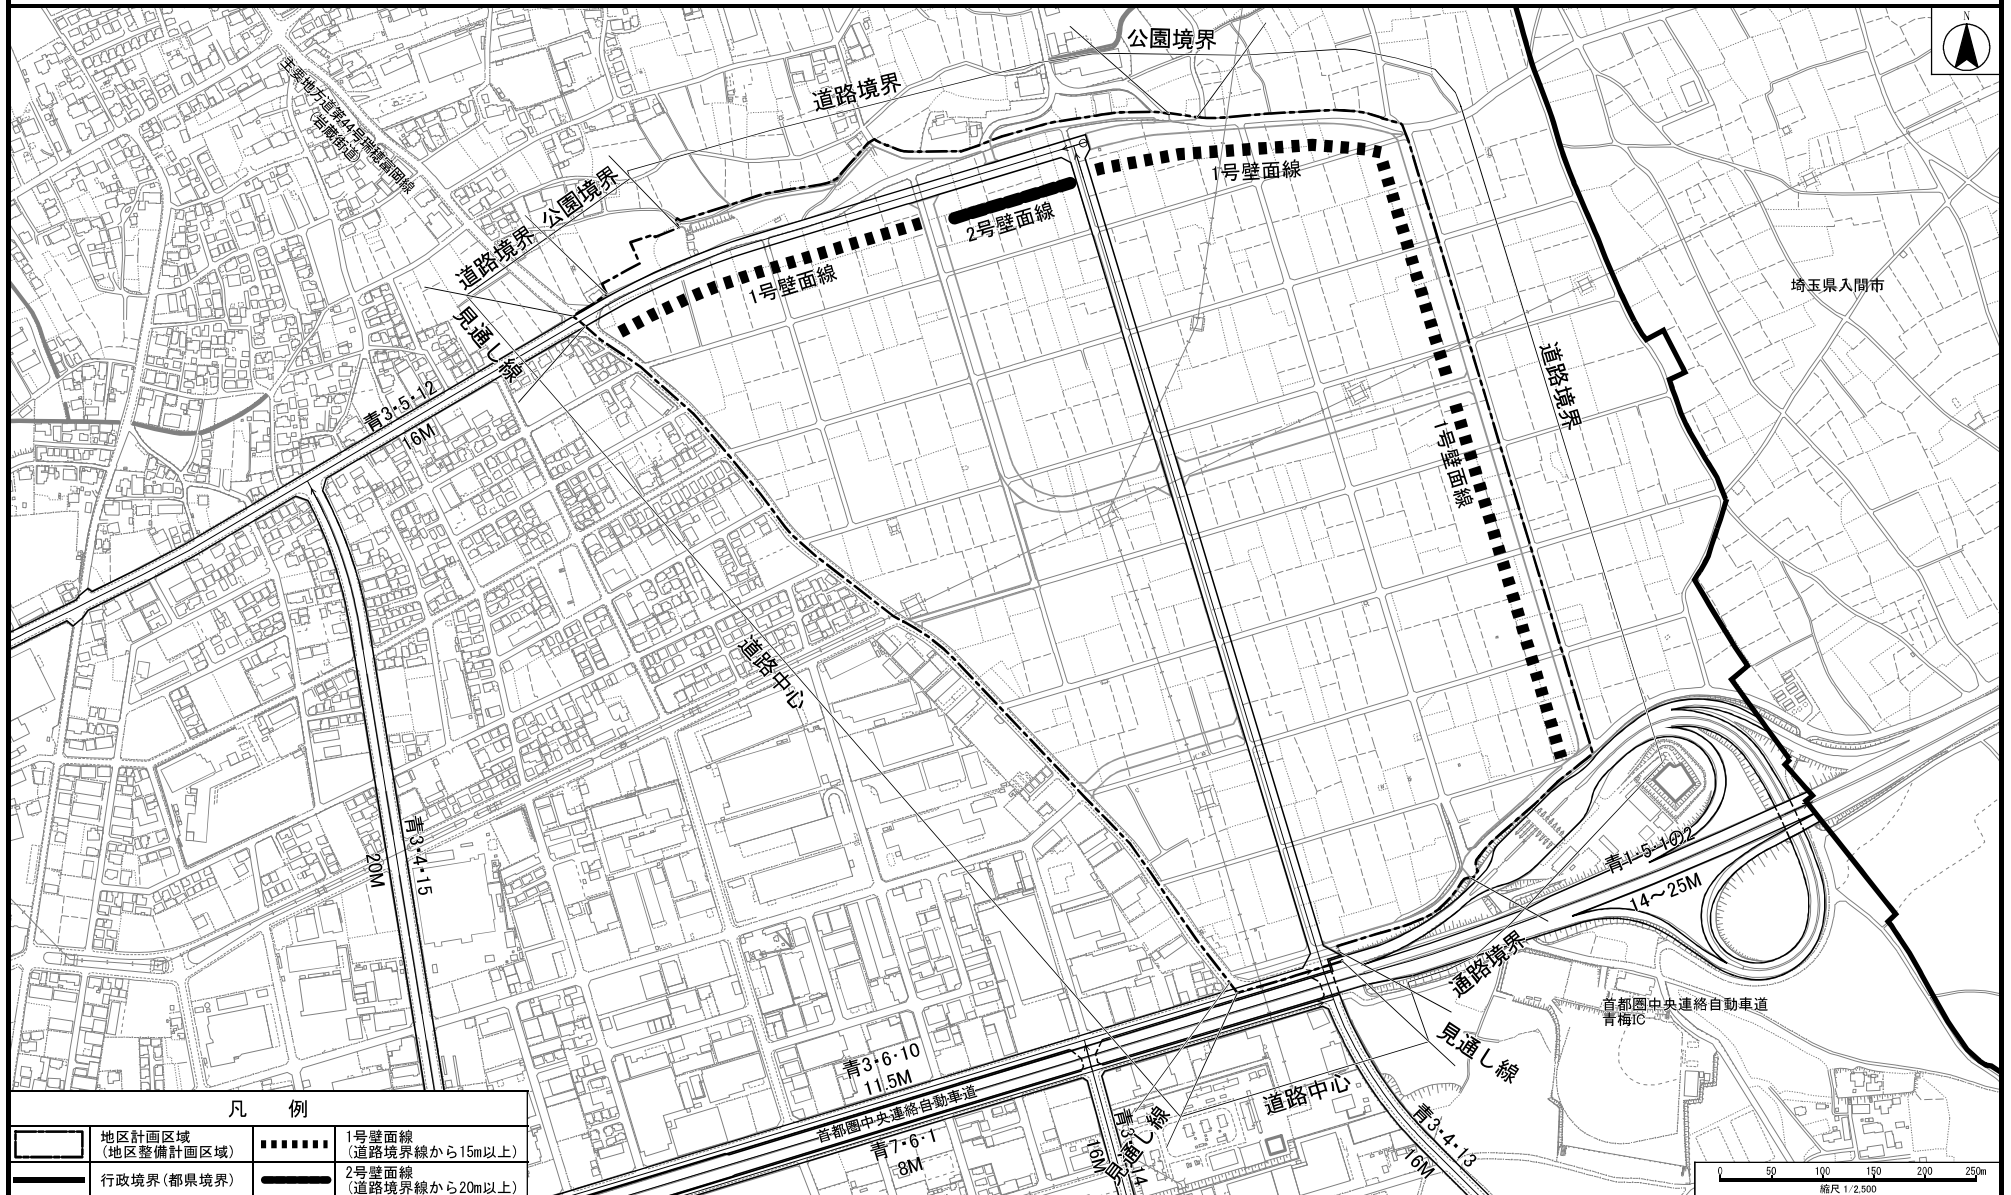 N
公園境界
道路境界
主要地方道第44号瑞穂富岡線
(岩蔵街道)
公園境界
道路境界
1号壁面線
2号壁面線
1号壁面線
埼玉県入間市
見通し線
道路境界
青3・5・12
16M
1号壁面線
道路中心
青3・4・15
20M
青1・5・1の2
14～25M
通路境界
首都圏中央連絡自動車道
青梅IC
見通し線
道路中心
青3・6・10
11.5M
首都圏中央連絡自動車道
青7・6・1
8M
見通し線
16M
青3・4・13
16M
凡 例
地区計画区域
(地区整備計画区域)
1号壁面線
(道路境界線から15m以上)
行政境界(都県境界)
2号壁面線
(道路境界線から20m以上)
0 50 100 150 200 250m
縮尺 1/2,500